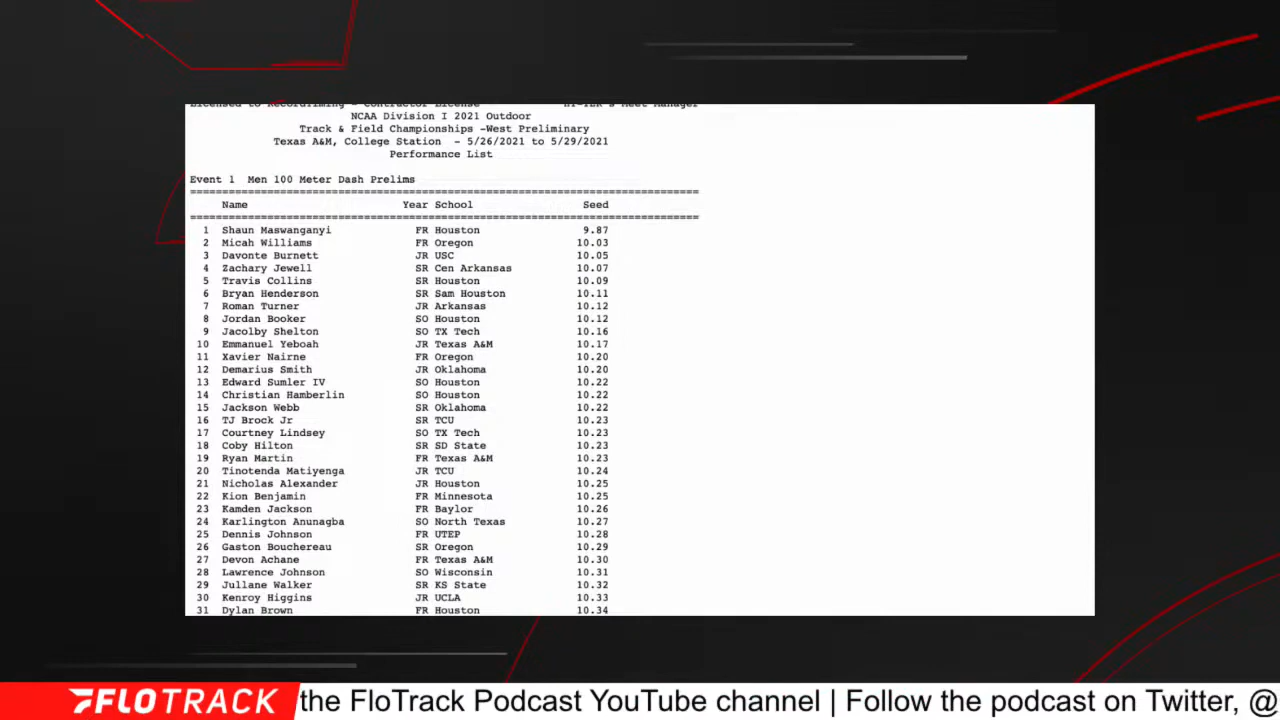 Licensed to RecordTiming - Contractor License HY-TEK's Meet Manager
NCAA Division I 2021 Outdoor
Track & Field Championships -West Preliminary
Texas A&M, College Station - 5/26/2021 to 5/29/2021
Performance List
Event 1 Men 100 Meter Dash Prelims
Name Year School Seed
1 Shaun Maswanganyi FR Houston 9.87
2 Micah Williams FR Oregon 10.03
3 Davonte Burnett JR USC 10.05
4 Zachary Jewell SR Cen Arkansas 10.07
5 Travis Collins SR Houston 10.09
6 Bryan Henderson SR Sam Houston 10.11
7 Roman Turner JR Arkansas 10.12
8 Jordan Booker SO Houston 10.12
9 Jacolby Shelton SO TX Tech 10.16
10 Emmanuel Yeboah JR Texas A&M 10.17
11 Xavier Nairne FR Oregon 10.20
12 Demarius Smith JR Oklahoma 10.20
13 Edward Sumler IV SO Houston 10.22
14 Christian Hamberlin SO Houston 10.22
15 Jackson Webb SR Oklahoma 10.22
16 TJ Brock Jr SR TCU 10.23
17 Courtney Lindsey SO TX Tech 10.23
18 Coby Hilton SR SD State 10.23
19 Ryan Martin FR Texas A&M 10.23
20 Tinotenda Matiyenga JR TCU 10.24
21 Nicholas Alexander JR Houston 10.25
22 Kion Benjamin FR Minnesota 10.25
23 Kamden Jackson FR Baylor 10.26
24 Karlington Anunagba SO North Texas 10.27
25 Dennis Johnson FR UTEP 10.28
26 Gaston Bouchereau SR Oregon 10.29
27 Devon Achane FR Texas A&M 10.30
28 Lawrence Johnson SO Wisconsin 10.31
29 Jullane Walker SR KS State 10.32
30 Kenroy Higgins JR UCLA 10.33
31 Dylan Brown FR Houston 10.34
FLOTRACK the FloTrack Podcast YouTube channel | Follow the podcast on Twitter, @